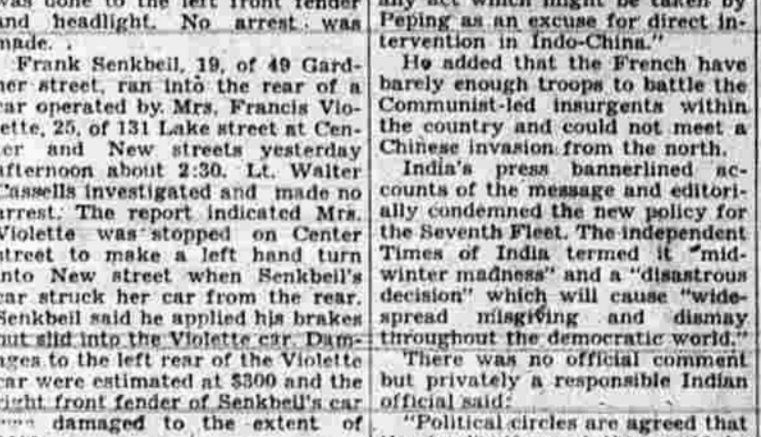 was done to the left front fender
and headlight. No arrest was
made.
Frank Senkbeil, 19, of 49 Gard-
ner street, ran into the rear of a
car operated by Mrs. Francis Vio-
lette, 25, of 131 Lake street at Cen-
ter and New streets yesterday
afternoon about 2:30. Lt. Walter
Cassells investigated and made no
arrest. The report indicated Mrs.
Violette was stopped on Center
street to make a left hand turn
into New street when Senkbeil's
car struck her car from the rear.
Senkbeil said he applied his brakes
but slid into the Violette car. Dam-
ages to the left rear of the Violette
car were estimated at $300 and the
right front fender of Senkbeil's car
damaged to the extent of
any act which might be taken by
Peping as an excuse for direct in-
tervention in Indo-China."
He added that the French have
barely enough troops to battle the
Communist-led insurgents within
the country and could not meet a
Chinese invasion from the north.
India's press bannerlined ac-
counts of the message and editori-
ally condemned the new policy for
the Seventh Fleet. The independent
Times of India termed it "mid-
winter madness" and a "disastrous
decision" which will cause "wide-
spread misgiving and dismay
throughout the democratic world."
There was no official comment
but privately a responsible Indian
official said:
"Political circles are agreed that